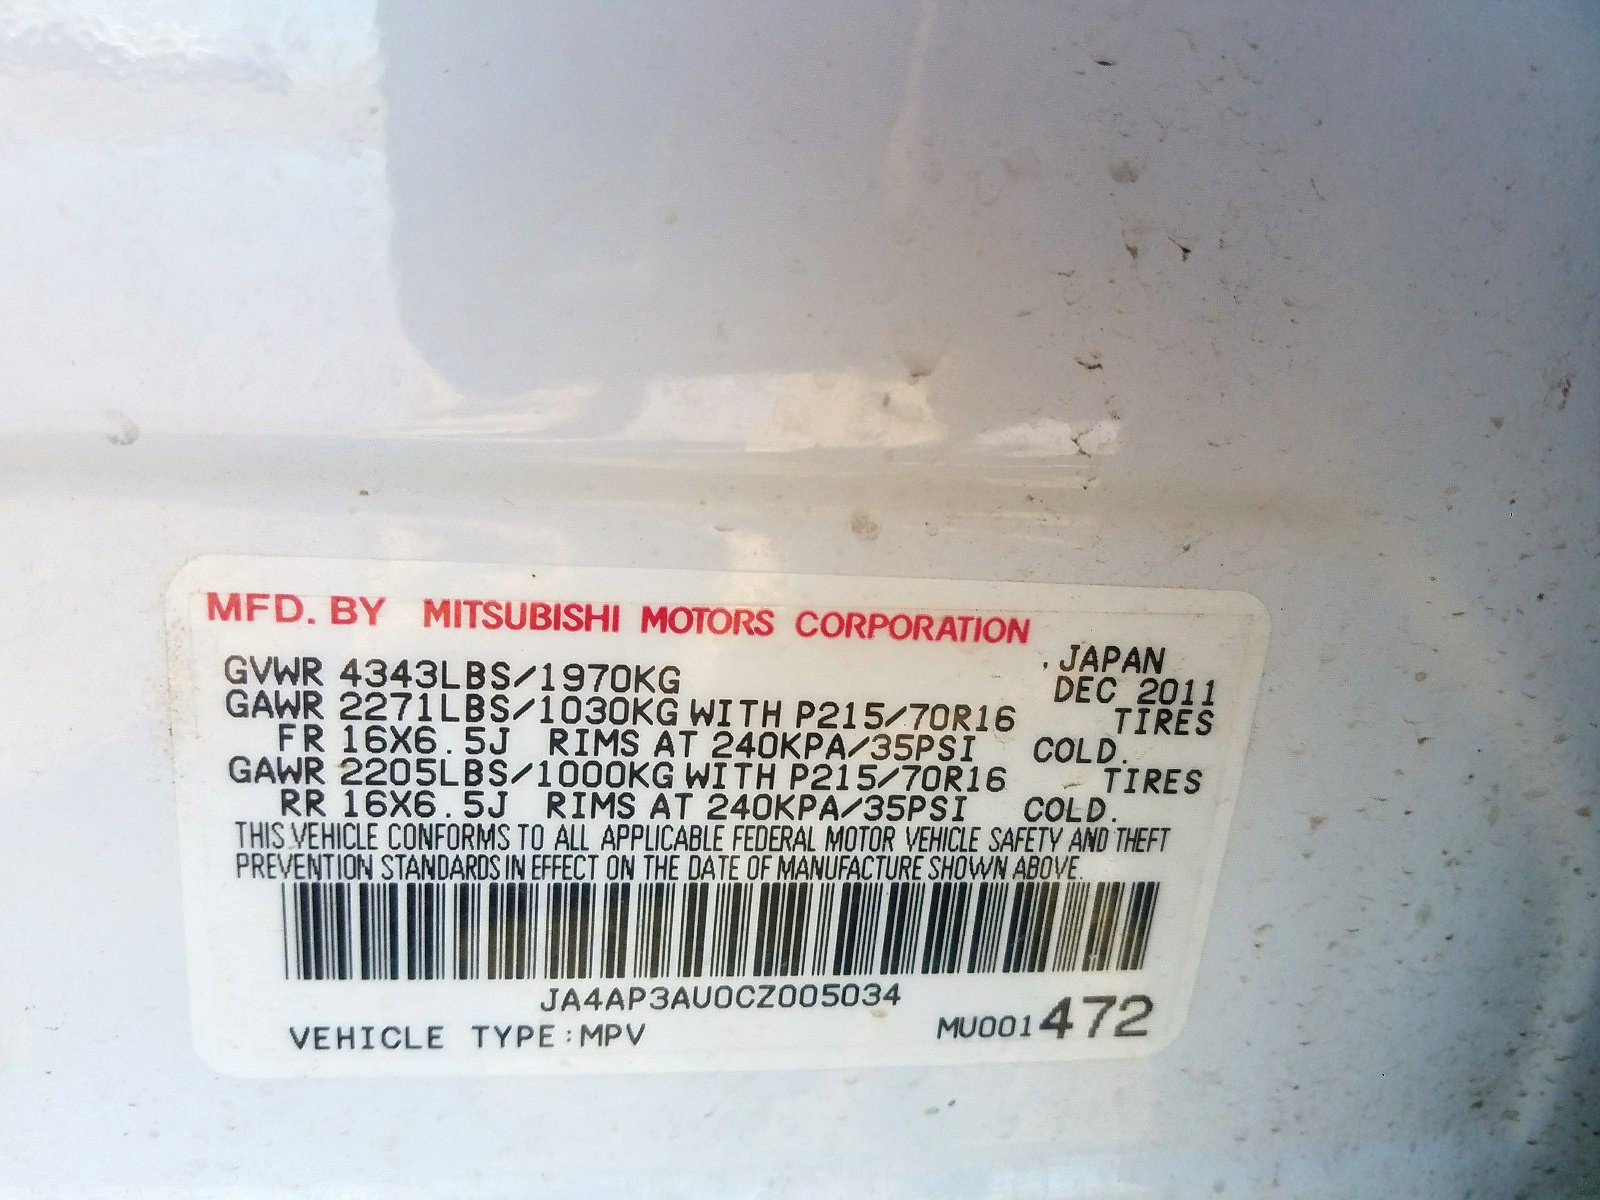 MFD. BY MITSUBISHI MOTORS CORPORATION
JAPAN
GVWR 4343LBS/1970KG DEC 2011
GAWR 2271LBS/1030KG WITH P215/70R16 TIRES
FR 16X6.5J RIMS AT 240KPA/35PSI COLD.
GAWR 2205LBS/1000KG WITH P215/70R16 TIRES
RR 16X6.5J RIMS AT 240KPA/35PSI COLD.
THIS VEHICLE CONFORMS TO ALL APPLICABLE FEDERAL MOTOR VEHICLE SAFETY AND THEFT
PREVENTION STANDARDS IN EFFECT ON THE DATE OF MANUFACTURE SHOWN ABOVE.
JA4AP3AU0CZ005034
VEHICLE TYPE:MPV MU001472